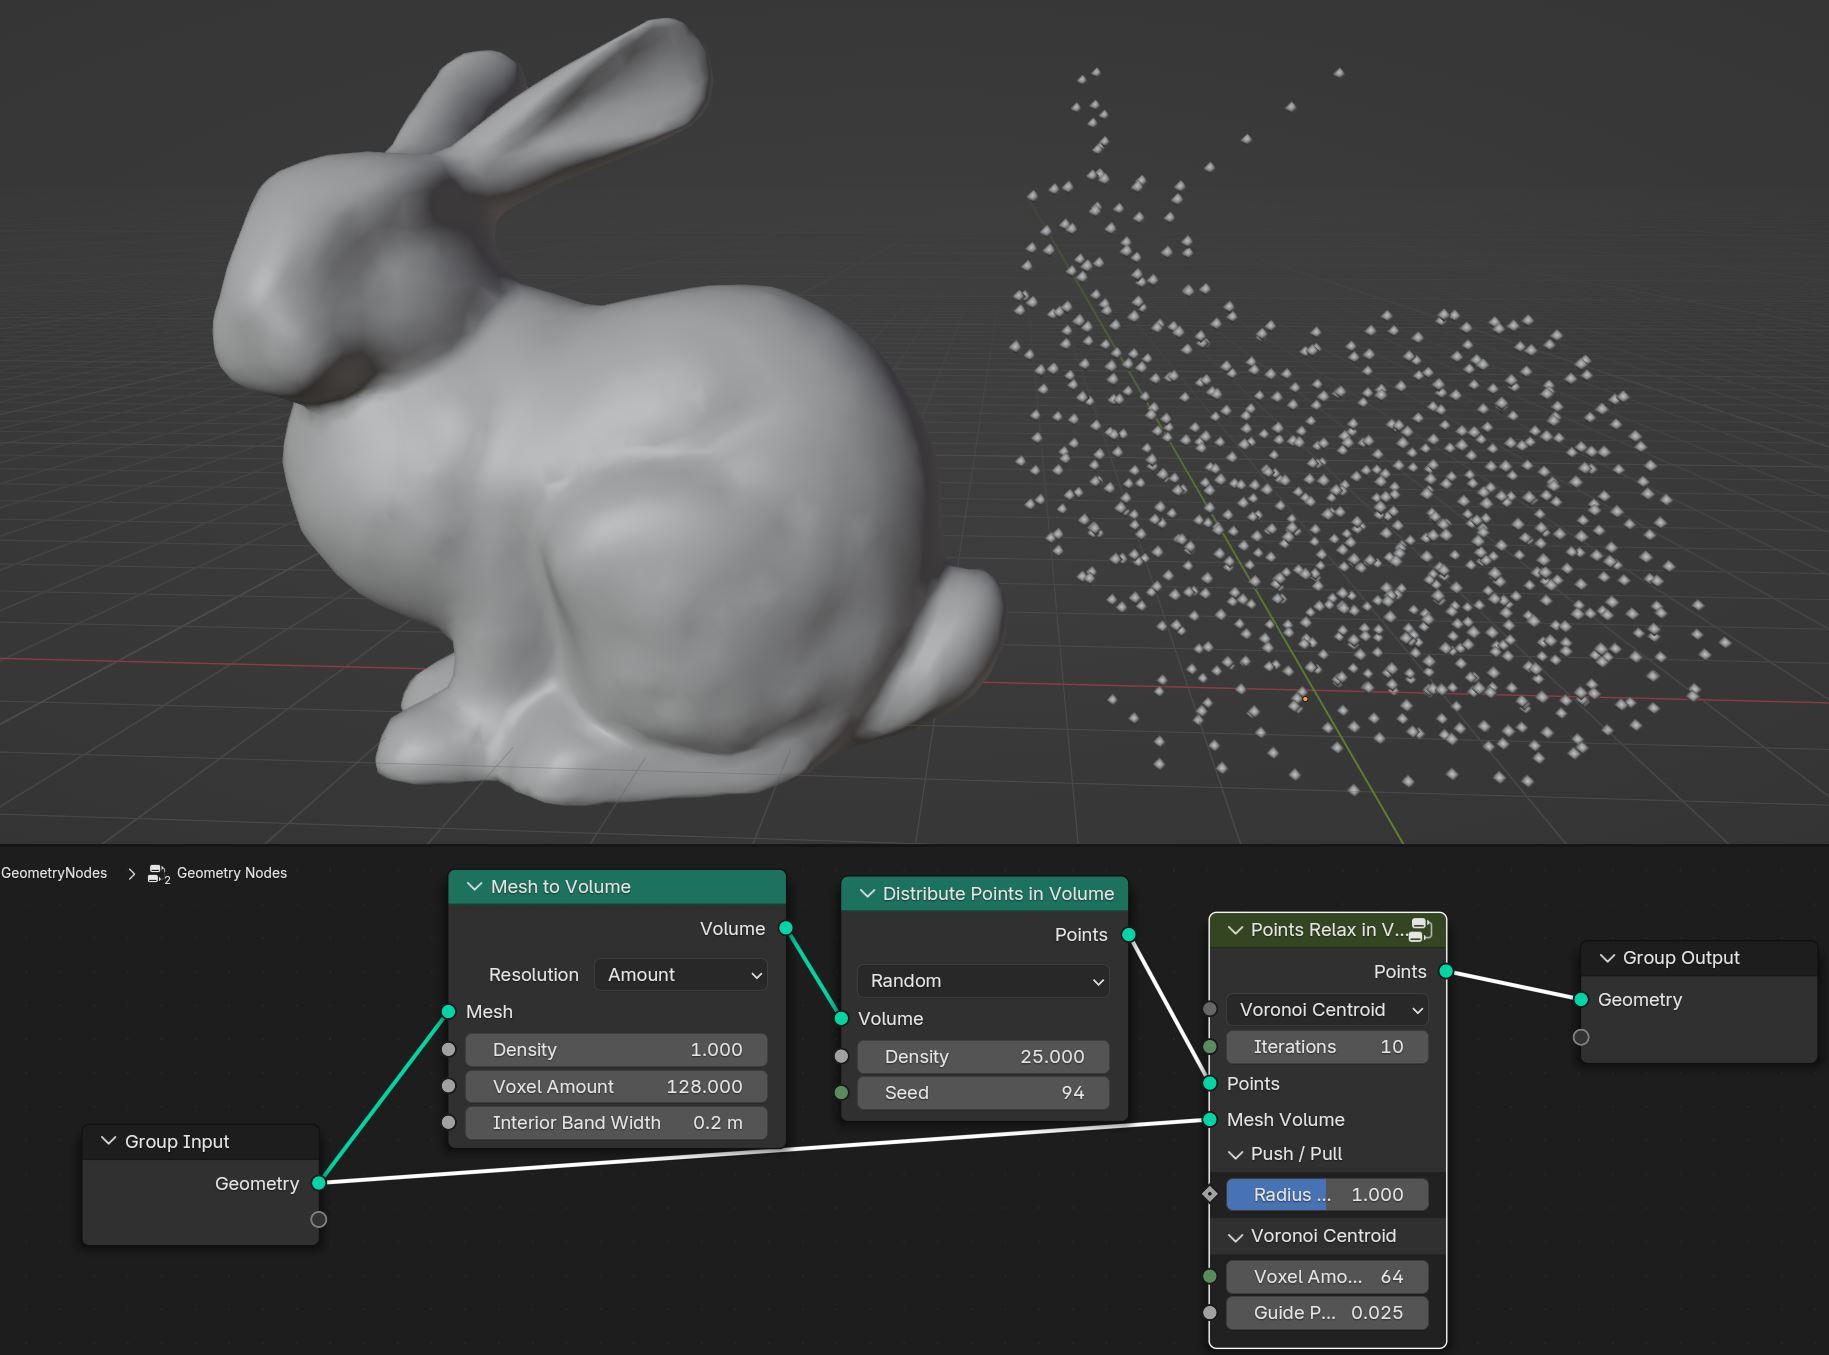 GeometryNodes > 2 Geometry Nodes
Mesh to Volume
Volume
Resolution Amount
Mesh
Density 1.000
Voxel Amount 128.000
Interior Band Width 0.2 m
Distribute Points in Volume
Points
Random
Volume
Density 25.000
Seed 94
Points Relax in V...
Points
Voronoi Centroid
Iterations 10
Points
Mesh Volume
Push / Pull
Radius ... 1.000
Voronoi Centroid
Voxel Amo... 64
Guide P... 0.025
Group Output
Geometry
Group Input
Geometry